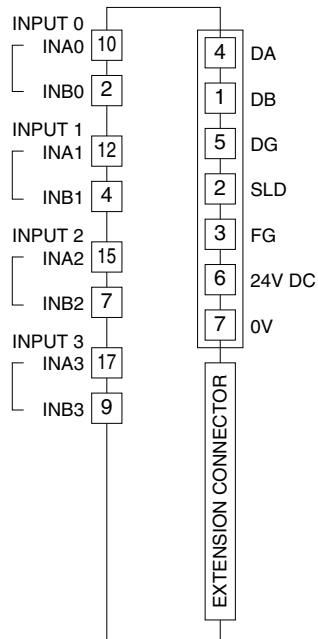 INPUT 0
INA0 10
INB0 2
INPUT 1
INA1 12
INB1 4
INPUT 2
INA2 15
INB2 7
INPUT 3
INA3 17
INB3 9
4 DA
1 DB
5 DG
2 SLD
3 FG
6 24V DC
7 0V
EXTENSION CONNECTOR